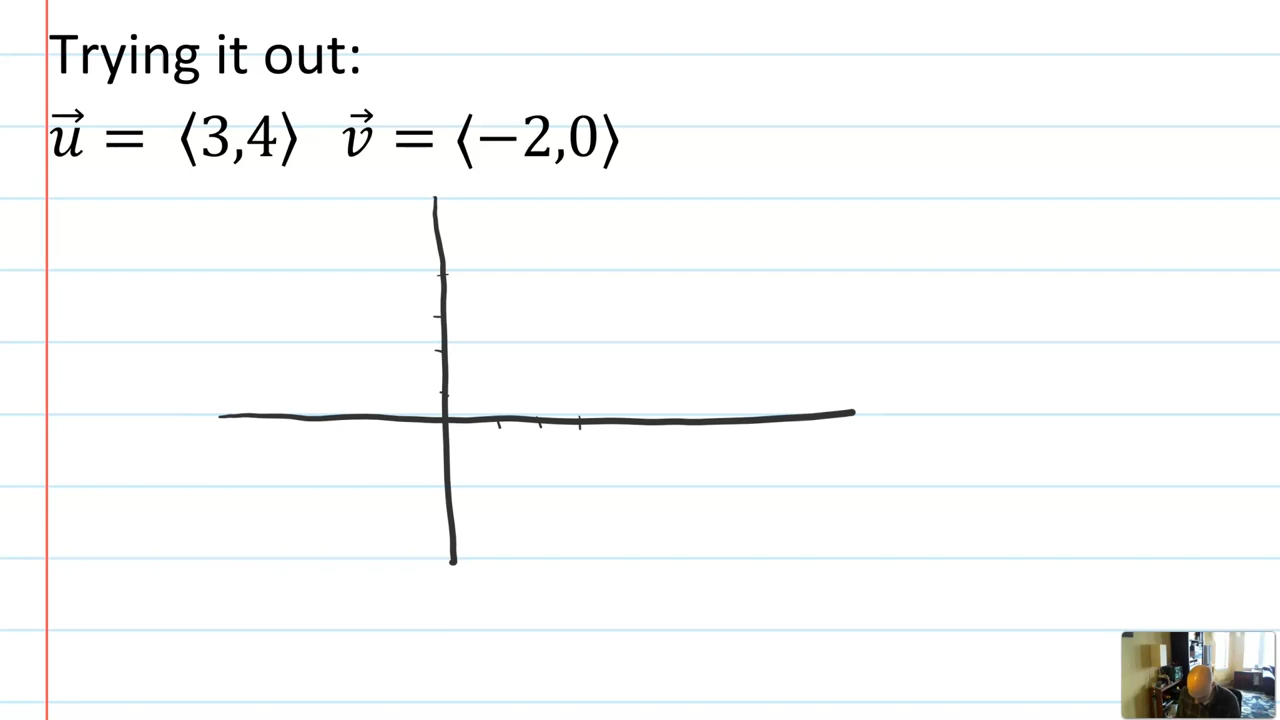 Trying it out:
u⃗ = ⟨3,4⟩ v⃗ = ⟨−2,0⟩